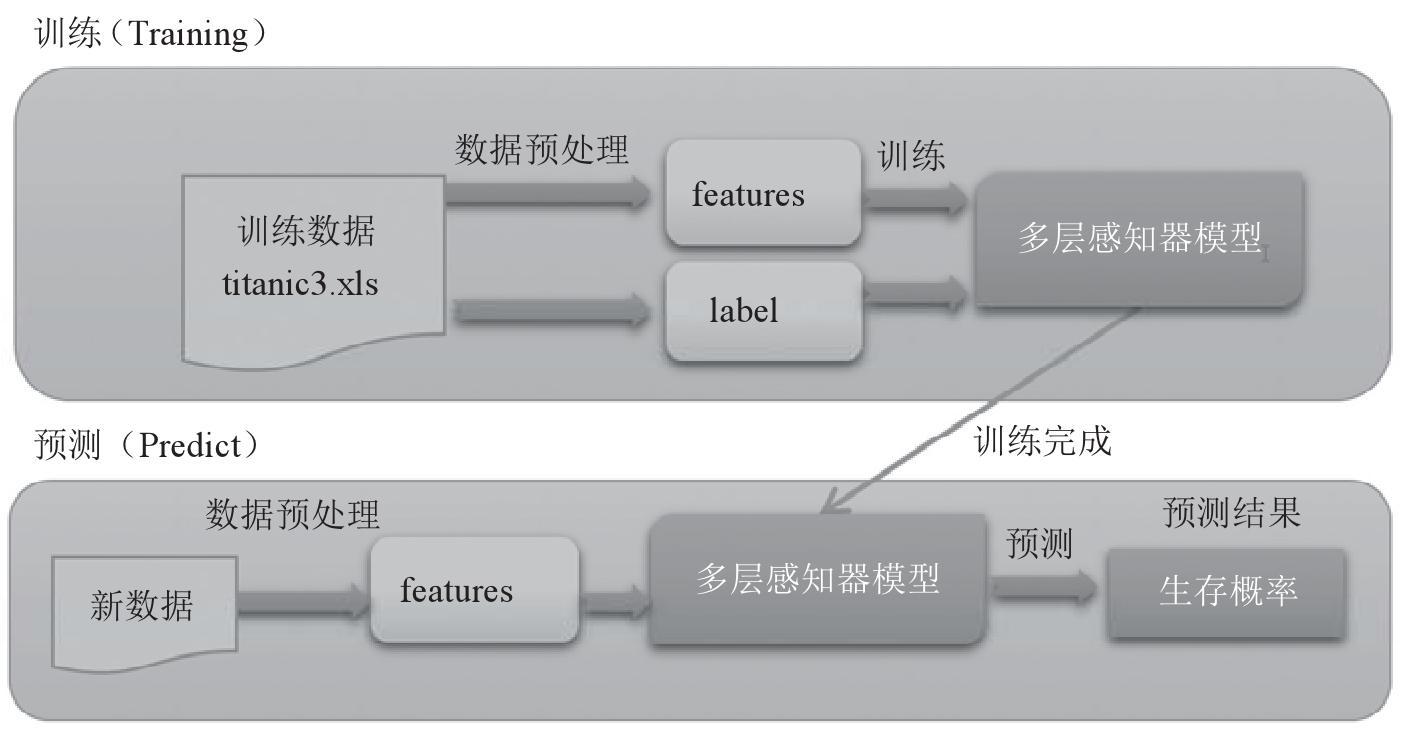 训练（Training）
数据预处理
训练
features
训练数据
titanic3.xls
label
多层感知器模型
训练完成
预测（Predict）
数据预处理
新数据
features
多层感知器模型
预测
预测结果
生存概率